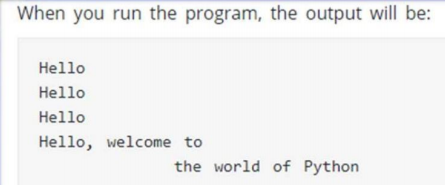 When you run the program, the output will be:
Hello
Hello
Hello
Hello, welcome to
the world of Python